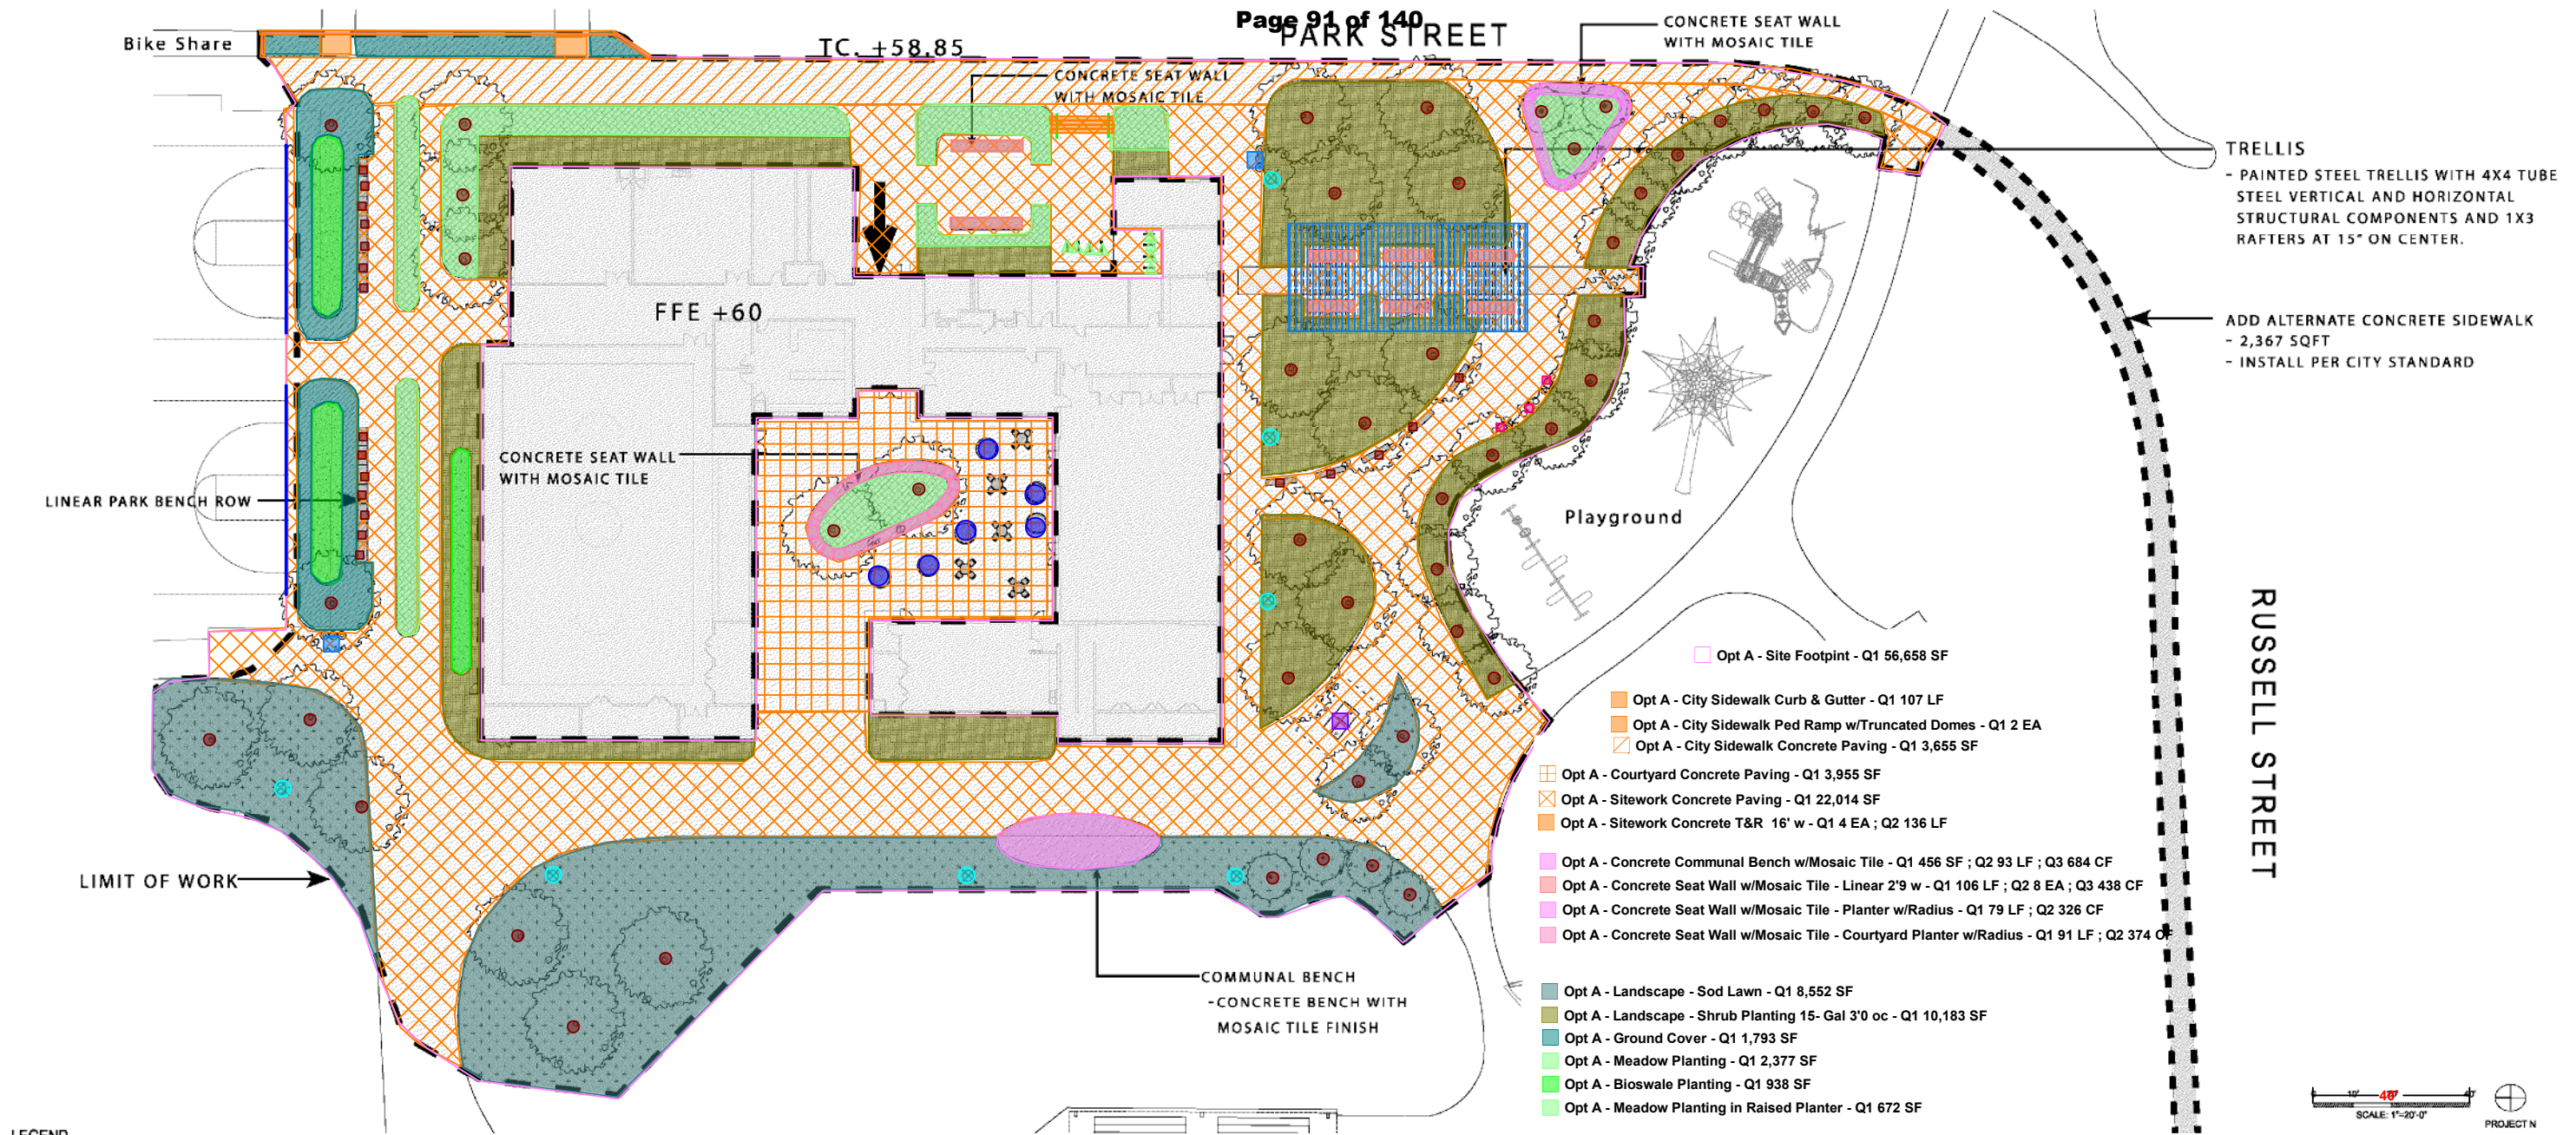 Page 91 of 140
PARK STREET
Bike Share
TC. +58.85
CONCRETE SEAT WALL
WITH MOSAIC TILE
CONCRETE SEAT WALL
WITH MOSAIC TILE
TRELLIS
- PAINTED STEEL TRELLIS WITH 4X4 TUBE
STEEL VERTICAL AND HORIZONTAL
STRUCTURAL COMPONENTS AND 1X3
RAFTERS AT 15" ON CENTER.
FFE +60
ADD ALTERNATE CONCRETE SIDEWALK
- 2,367 SQFT
- INSTALL PER CITY STANDARD
CONCRETE SEAT WALL
WITH MOSAIC TILE
LINEAR PARK BENCH ROW
Playground
RUSSELL STREET
Opt A - Site Footpint - Q1 56,658 SF
Opt A - City Sidewalk Curb & Gutter - Q1 107 LF
Opt A - City Sidewalk Ped Ramp w/Truncated Domes - Q1 2 EA
Opt A - City Sidewalk Concrete Paving - Q1 3,655 SF
Opt A - Courtyard Concrete Paving - Q1 3,955 SF
Opt A - Sitework Concrete Paving - Q1 22,014 SF
Opt A - Sitework Concrete T&R  16' w - Q1 4 EA ; Q2 136 LF
Opt A - Concrete Communal Bench w/Mosaic Tile - Q1 456 SF ; Q2 93 LF ; Q3 684 CF
Opt A - Concrete Seat Wall w/Mosaic Tile - Linear 2'9 w - Q1 106 LF ; Q2 8 EA ; Q3 438 CF
Opt A - Concrete Seat Wall w/Mosaic Tile - Planter w/Radius - Q1 79 LF ; Q2 326 CF
Opt A - Concrete Seat Wall w/Mosaic Tile - Courtyard Planter w/Radius - Q1 91 LF ; Q2 374 CF
LIMIT OF WORK
COMMUNAL BENCH
-CONCRETE BENCH WITH
MOSAIC TILE FINISH
Opt A - Landscape - Sod Lawn - Q1 8,552 SF
Opt A - Landscape - Shrub Planting 15- Gal 3'0 oc - Q1 10,183 SF
Opt A - Ground Cover - Q1 1,793 SF
Opt A - Meadow Planting - Q1 2,377 SF
Opt A - Bioswale Planting - Q1 938 SF
Opt A - Meadow Planting in Raised Planter - Q1 672 SF
SCALE: 1"=20'-0"
PROJECT N
LEGEND